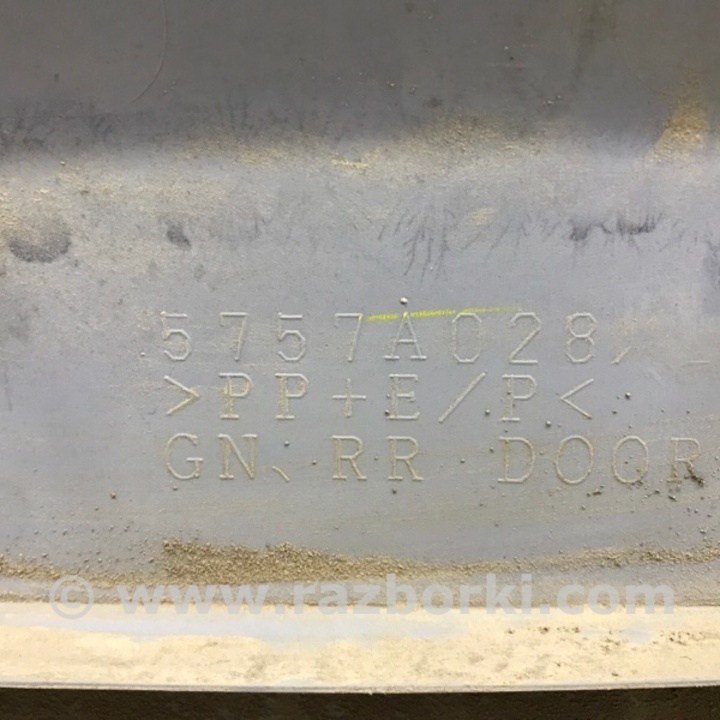 5757A028/
>PP+E/P<
GN、RR DOOR
© www.razborki.com